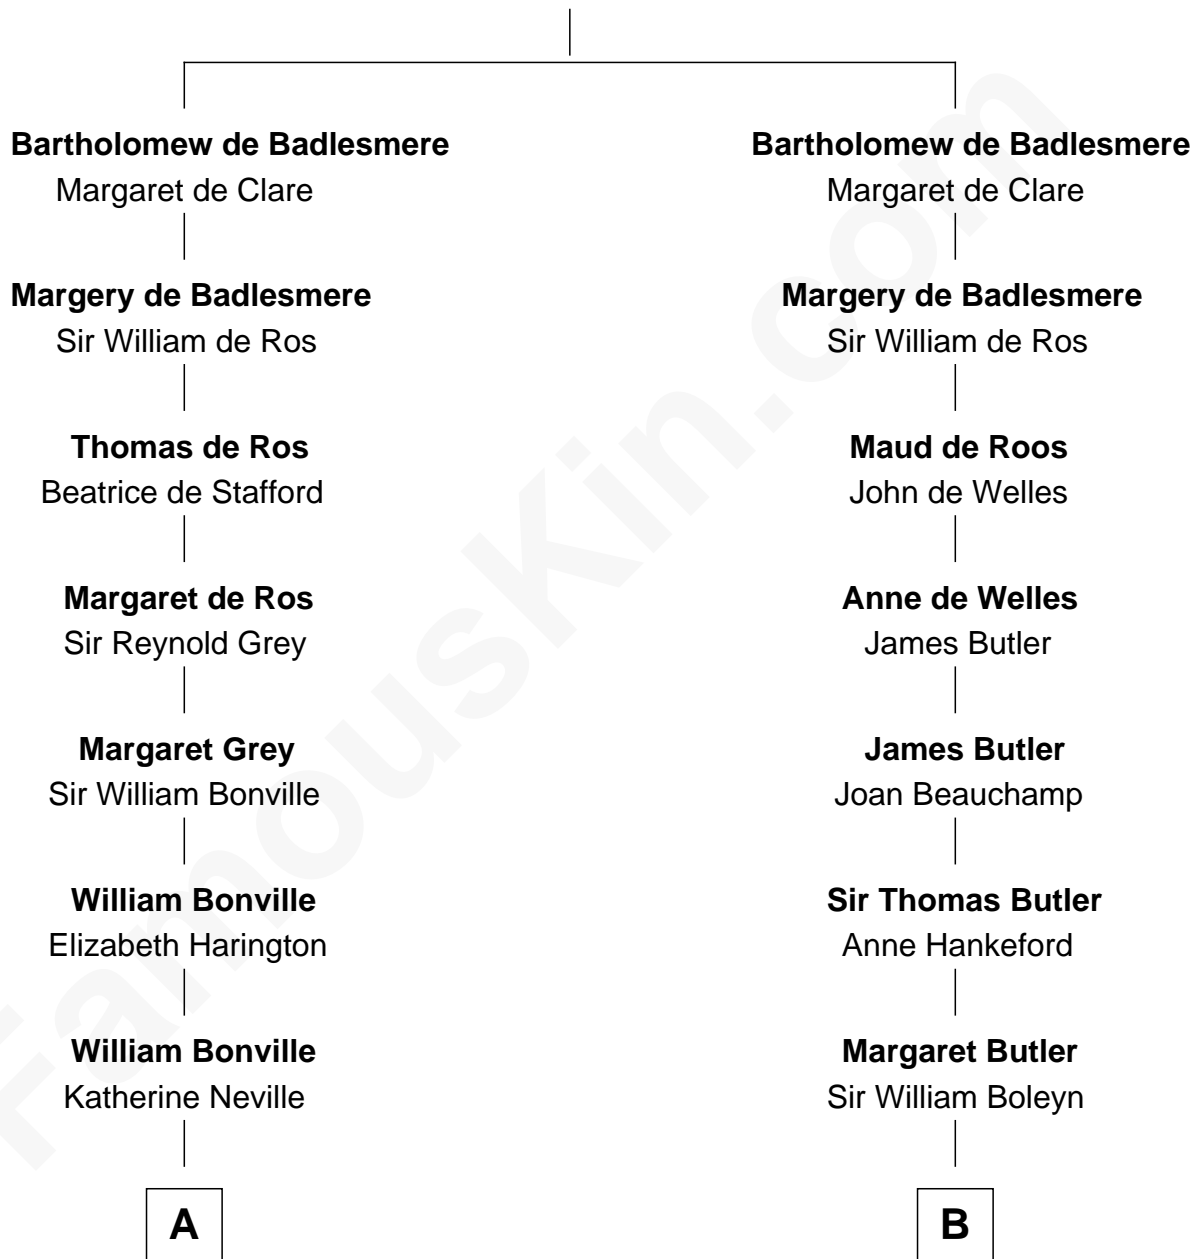 Bartholomew de Badlesmere
Margaret de Clare
Margery de Badlesmere
Sir William de Ros
Thomas de Ros
Beatrice de Stafford
Margaret de Ros
Sir Reynold Grey
Margaret Grey
Sir William Bonville
William Bonville
Elizabeth Harington
William Bonville
Katherine Neville
A
Bartholomew de Badlesmere
Margaret de Clare
Margery de Badlesmere
Sir William de Ros
Maud de Roos
John de Welles
Anne de Welles
James Butler
James Butler
Joan Beauchamp
Sir Thomas Butler
Anne Hankeford
Margaret Butler
Sir William Boleyn
B
FamousKin.com